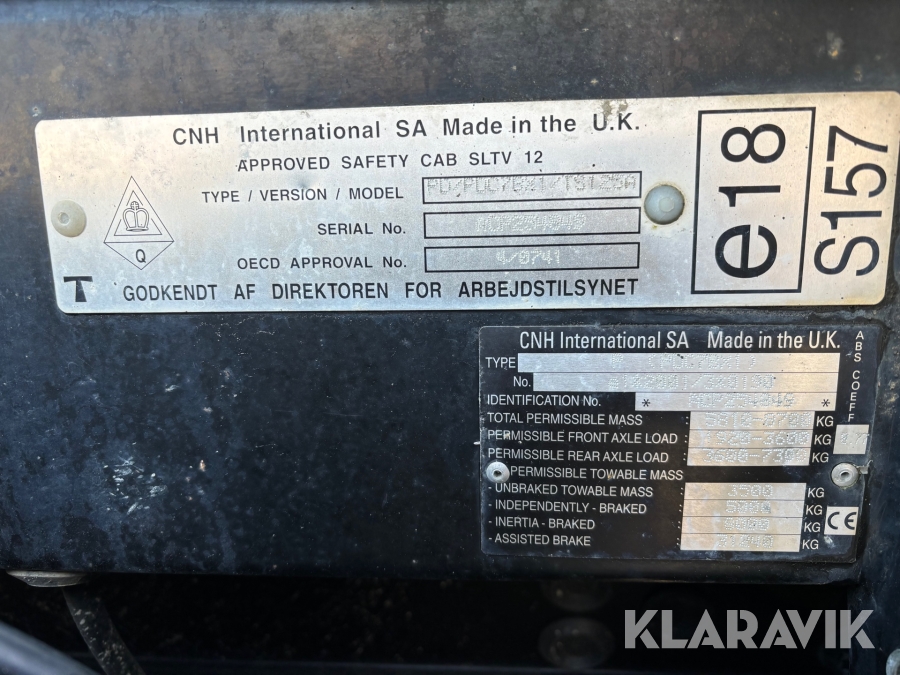 CNH International SA Made in the U.K.
APPROVED SAFETY CAB SLTV 12
TYPE / VERSION / MODEL
SERIAL No.
OECD APPROVAL No. 4/0741
Q
T GODKENDT AF DIREKTOREN FOR ARBEJDSTILSYNET
e18
S157
CNH International SA Made in the U.K.
TYPE
No.
IDENTIFICATION No. * *
TOTAL PERMISSIBLE MASS : KG
PERMISSIBLE FRONT AXLE LOAD : KG
PERMISSIBLE REAR AXLE LOAD : KG
PERMISSIBLE TOWABLE MASS
- UNBRAKED TOWABLE MASS : 3500 KG
- INDEPENDENTLY - BRAKED : KG
- INERTIA - BRAKED : KG
- ASSISTED BRAKE : KG
ABS COEFF
CE
KLARAVIK